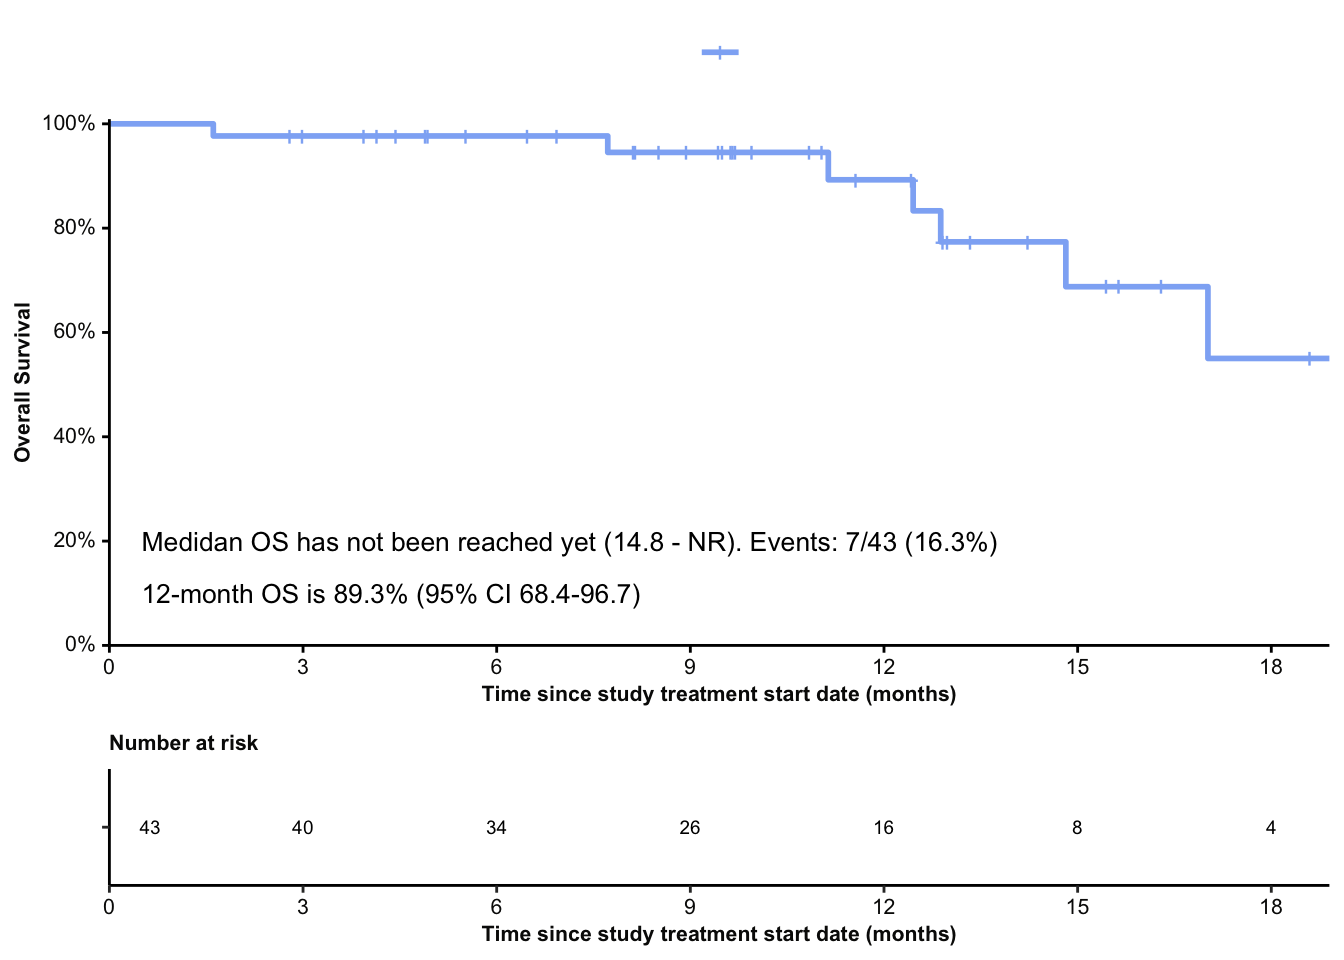 100%
80%
60%
40%
20%
0%
Overall Survival
Medidan OS has not been reached yet (14.8 - NR). Events: 7/43 (16.3%)
12-month OS is 89.3% (95% CI 68.4-96.7)
0 3 6 9 12 15 18
Time since study treatment start date (months)
Number at risk
43 40 34 26 16 8 4
0 3 6 9 12 15 18
Time since study treatment start date (months)